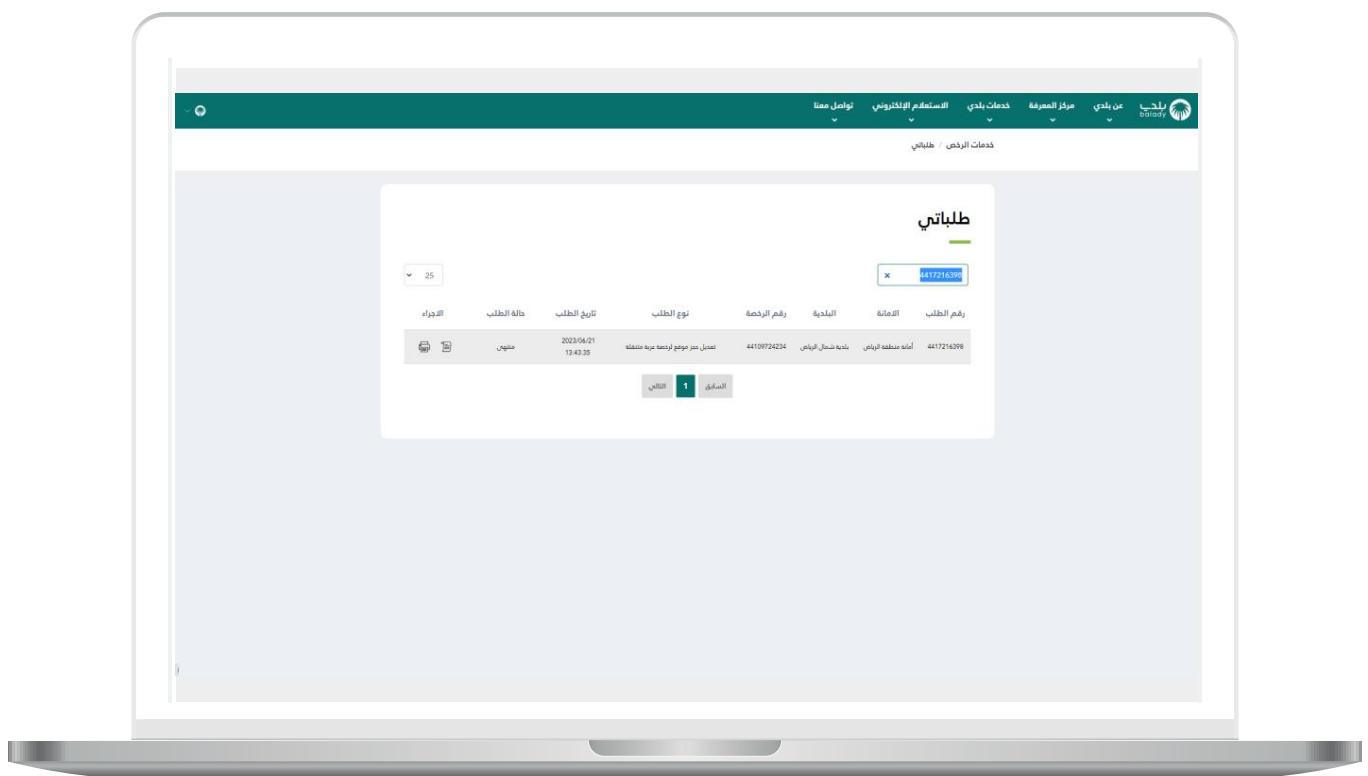 بلدي
balady
عن بلدي
مركز المعرفة
خدمات بلدي
الاستعلام الإلكتروني
تواصل معنا
خدمات الرخص / طلباتي
طلباتي
4417216398 ×
25
رقم الطلب الامانة البلدية رقم الرخصة نوع الطلب تاريخ الطلب حالة الطلب الاجراء
4417216398 أمانة منطقة الرياض بلدية شمال الرياض 44109724234 تعديل حجز موقع لرخصة عربة متنقلة 2023/06/21 منتهي
13:43:35
السابق 1 التالي